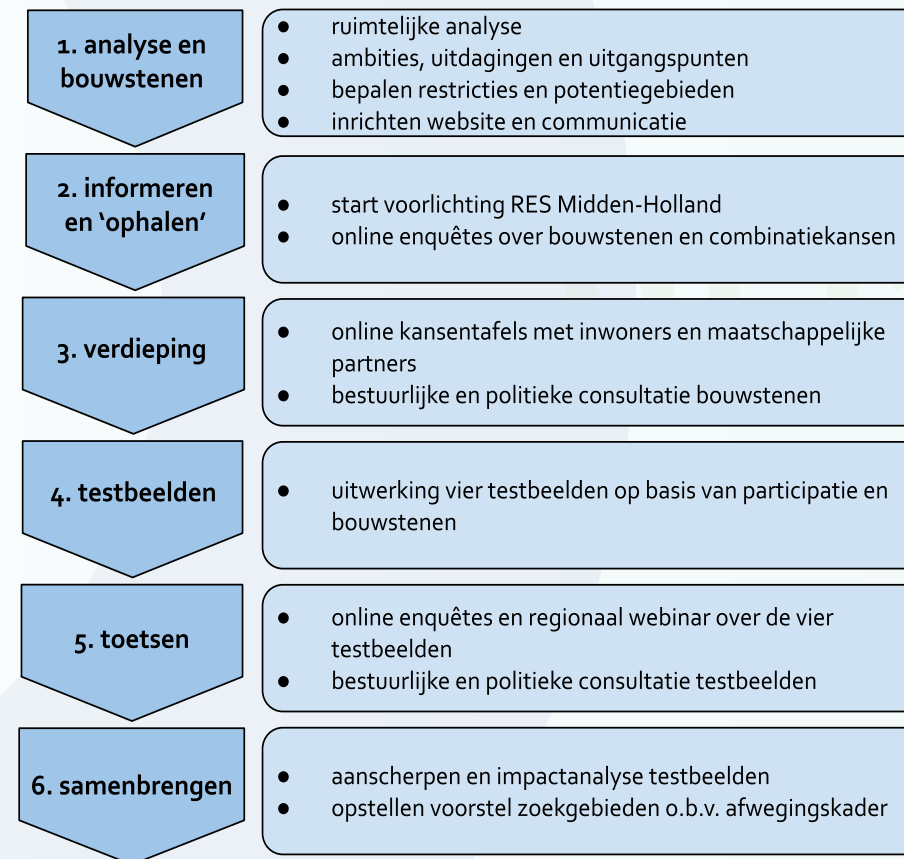 1. analyse en
bouwstenen
● ruimtelijke analyse
● ambities, uitdagingen en uitgangspunten
● bepalen restricties en potentiegebieden
● inrichten website en communicatie
2. informeren
en ‘ophalen’
● start voorlichting RES Midden-Holland
● online enquêtes over bouwstenen en combinatiekansen
3. verdieping
● online kansentafels met inwoners en maatschappelijke
partners
● bestuurlijke en politieke consultatie bouwstenen
4. testbeelden
● uitwerking vier testbeelden op basis van participatie en
bouwstenen
5. toetsen
● online enquêtes en regionaal webinar over de vier
testbeelden
● bestuurlijke en politieke consultatie testbeelden
6. samenbrengen
● aanscherpen en impactanalyse testbeelden
● opstellen voorstel zoekgebieden o.b.v. afwegingskader